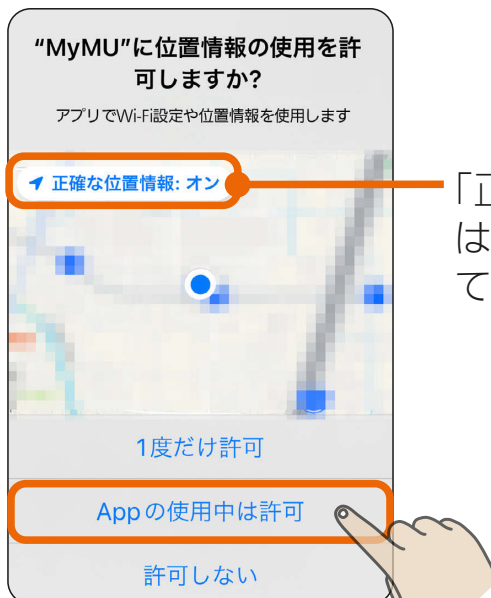 “MyMU”に位置情報の使用を許
可しますか?
アプリでWi-Fi設定や位置情報を使用します
正確な位置情報: オン
「正
は
て
1度だけ許可
Appの使用中は許可
許可しない